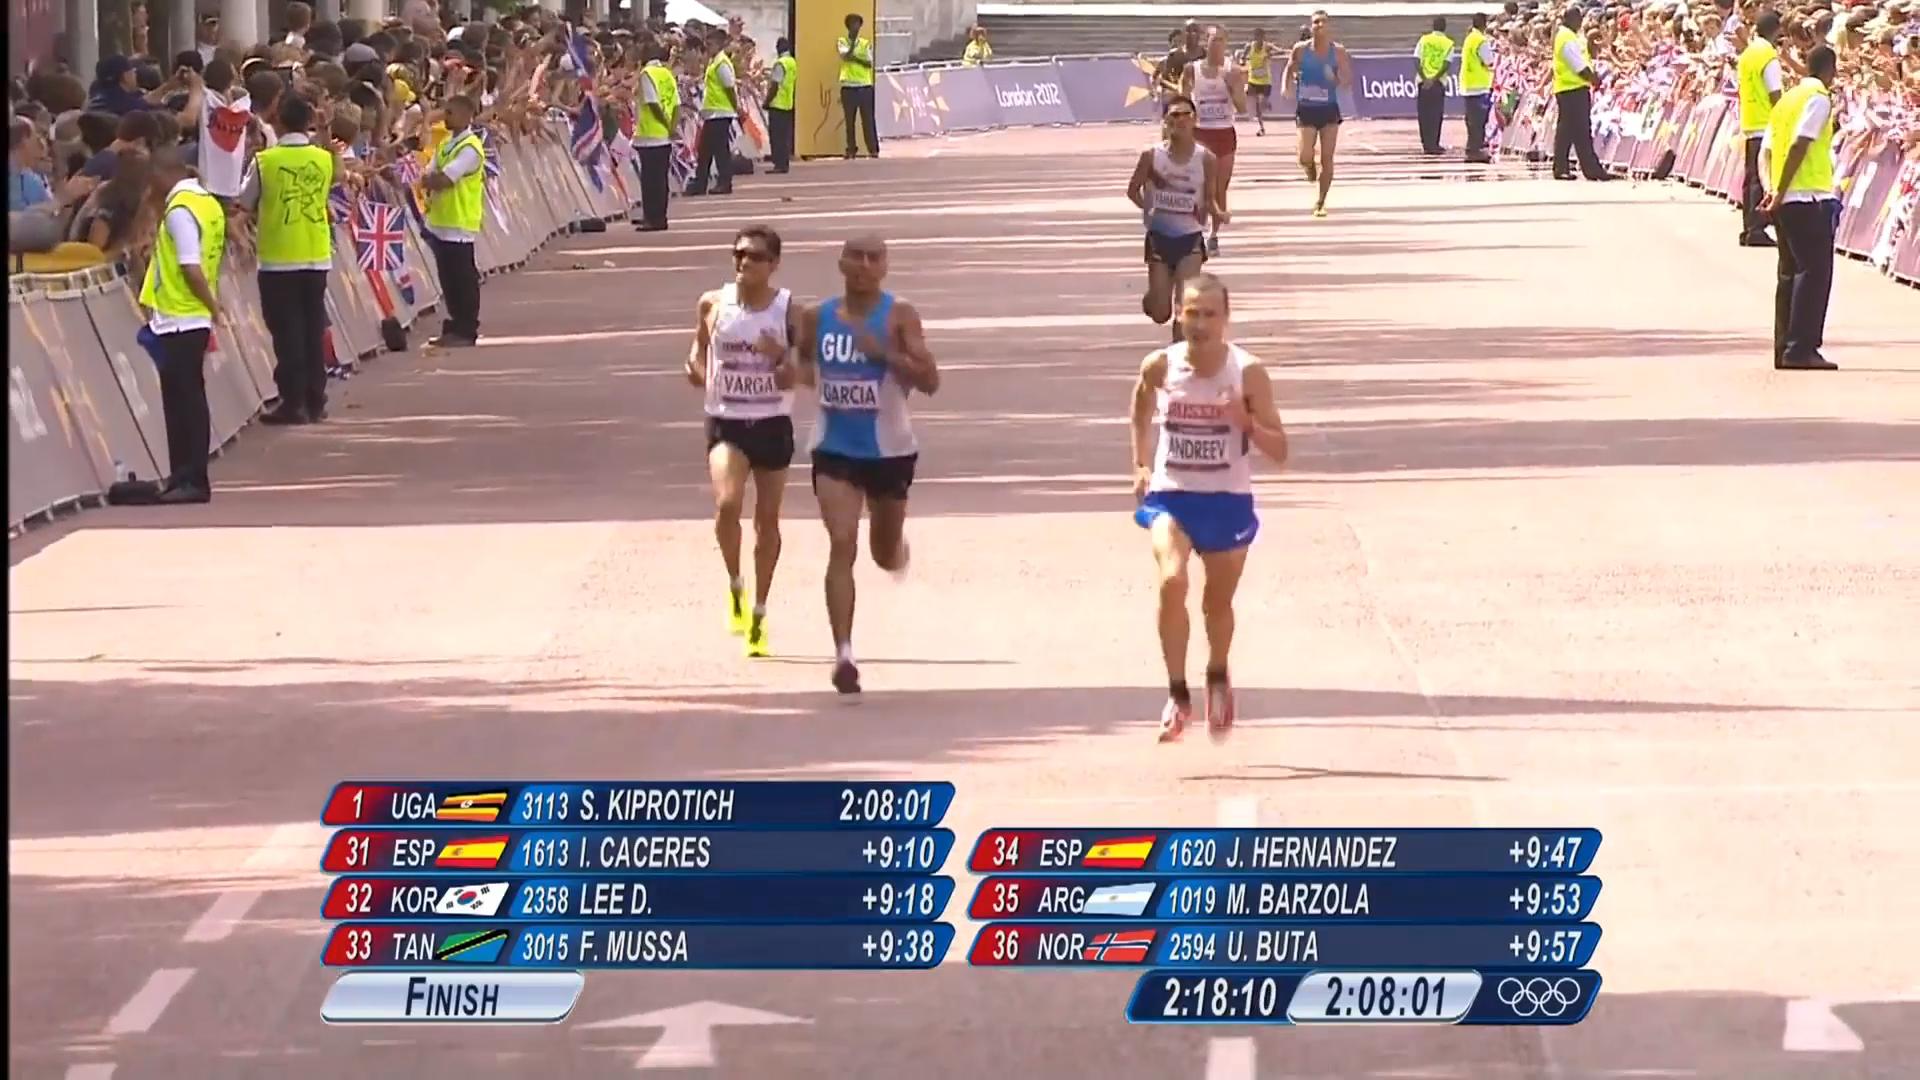 London 2012
London 2012
YAMAMOTO
GUA
VARGA
GARCIA
RUSSIA
ANDREEV
1 UGA 3113 S. KIPROTICH 2:08:01
31 ESP 1613 I. CACERES +9:10
32 KOR 2358 LEE D. +9:18
33 TAN 3015 F. MUSSA +9:38
34 ESP 1620 J. HERNANDEZ +9:47
35 ARG 1019 M. BARZOLA +9:53
36 NOR 2594 U. BUTA +9:57
FINISH
2:18:10 2:08:01